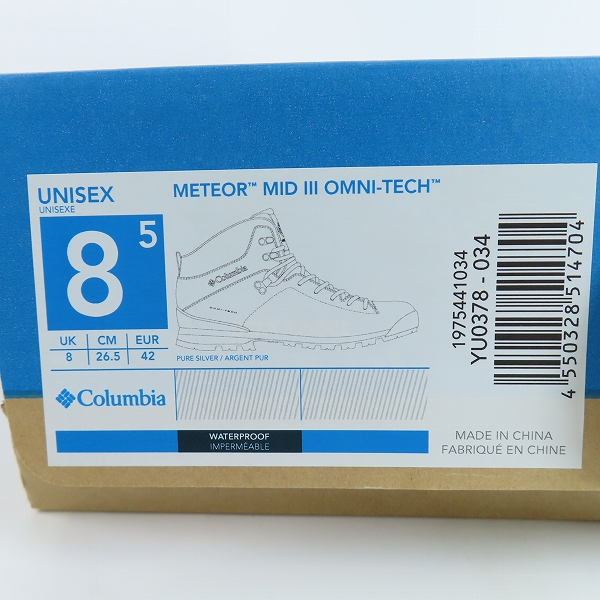 UNISEX
UNISEXE
METEOR™ MID III OMNI-TECH™
8 5
UK CM EUR
8 26.5 42
Columbia
PURE SILVER / ARGENT PUR
Columbia
WATERPROOF
IMPERMÉABLE
1975441034
YU0378 - 034
4 550328 514704
MADE IN CHINA
FABRIQUÉ EN CHINE